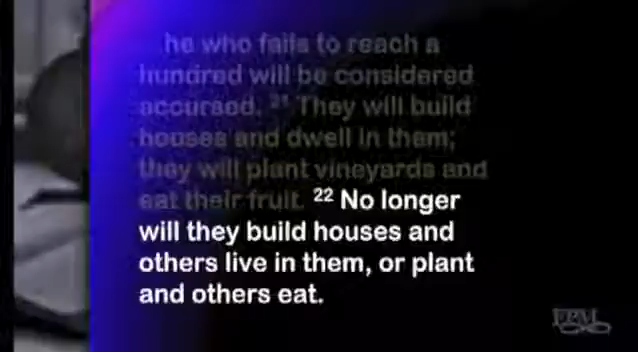 he who fails to reach a
hundred will be considered
accursed. 21 They will build
houses and dwell in them;
they will plant vineyards and
eat their fruit. 22 No longer
will they build houses and
others live in them, or plant
and others eat.